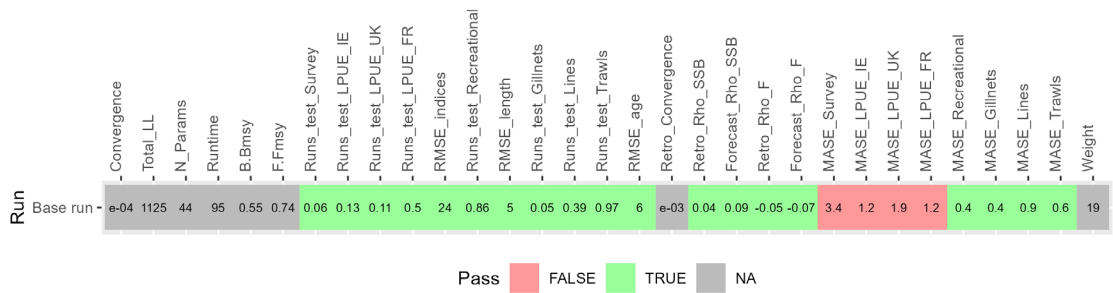 Convergence
Total_LL
N_Params
Runtime
B.Bmsy
F.Fmsy
Runs_test_Survey
Runs_test_LPUE_IE
Runs_test_LPUE_UK
Runs_test_LPUE_FR
RMSE_indices
Runs_test_Recreational
RMSE_length
Runs_test_Gillnets
Runs_test_Lines
Runs_test_Trawls
RMSE_age
Retro_Convergence
Retro_Rho_SSB
Forecast_Rho_SSB
Retro_Rho_F
Forecast_Rho_F
MASE_Survey
MASE_LPUE_IE
MASE_LPUE_UK
MASE_LPUE_FR
MASE_Recreational
MASE_Gillnets
MASE_Lines
MASE_Trawls
Weight
Run
Base run e-04 1125 44 95 0.55 0.74 0.06 0.13 0.11 0.5 24 0.86 5 0.05 0.39 0.97 6 e-03 0.04 0.09 -0.05 -0.07 3.4 1.2 1.9 1.2 0.4 0.4 0.9 0.6 19
Pass FALSE TRUE NA